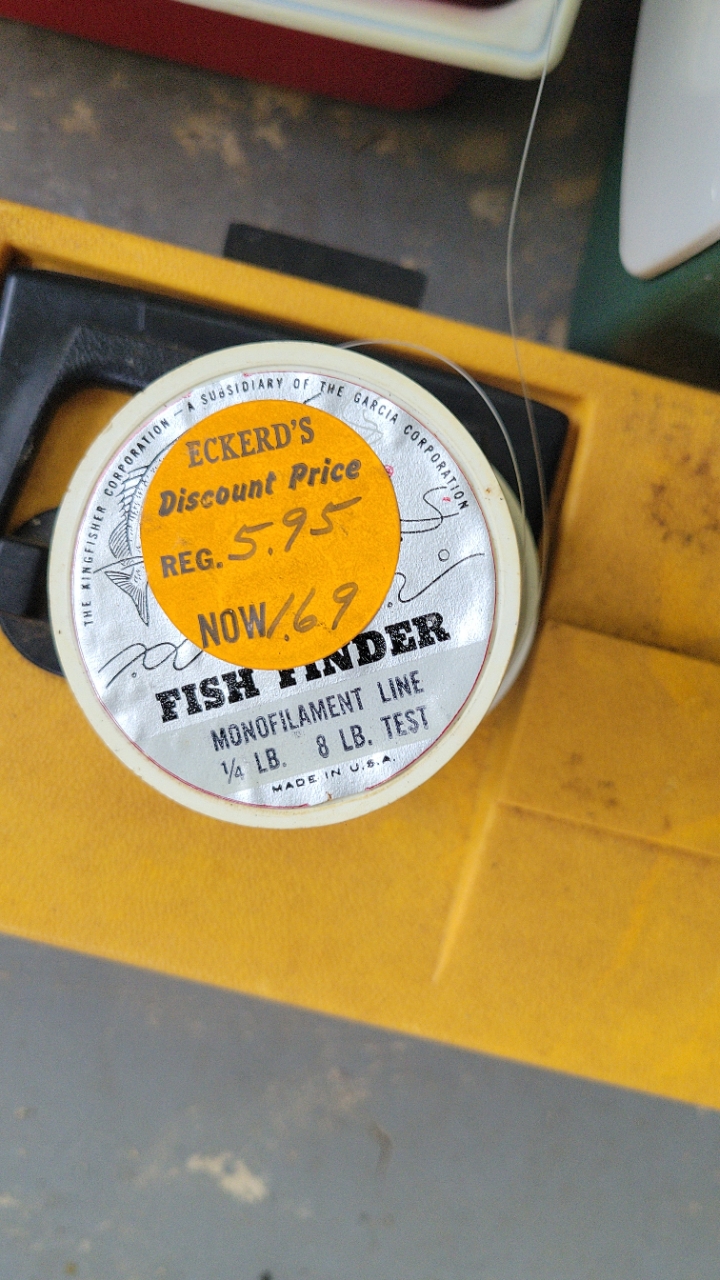 THE KINGFISHER CORPORATION — A SUBSIDIARY OF THE GARCIA CORPORATION
ECKERD'S
Discount Price
REG. 5.95
NOW 1.69
FISH FINDER
MONOFILAMENT LINE
1/4 LB. 8 LB. TEST
MADE IN U.S.A.